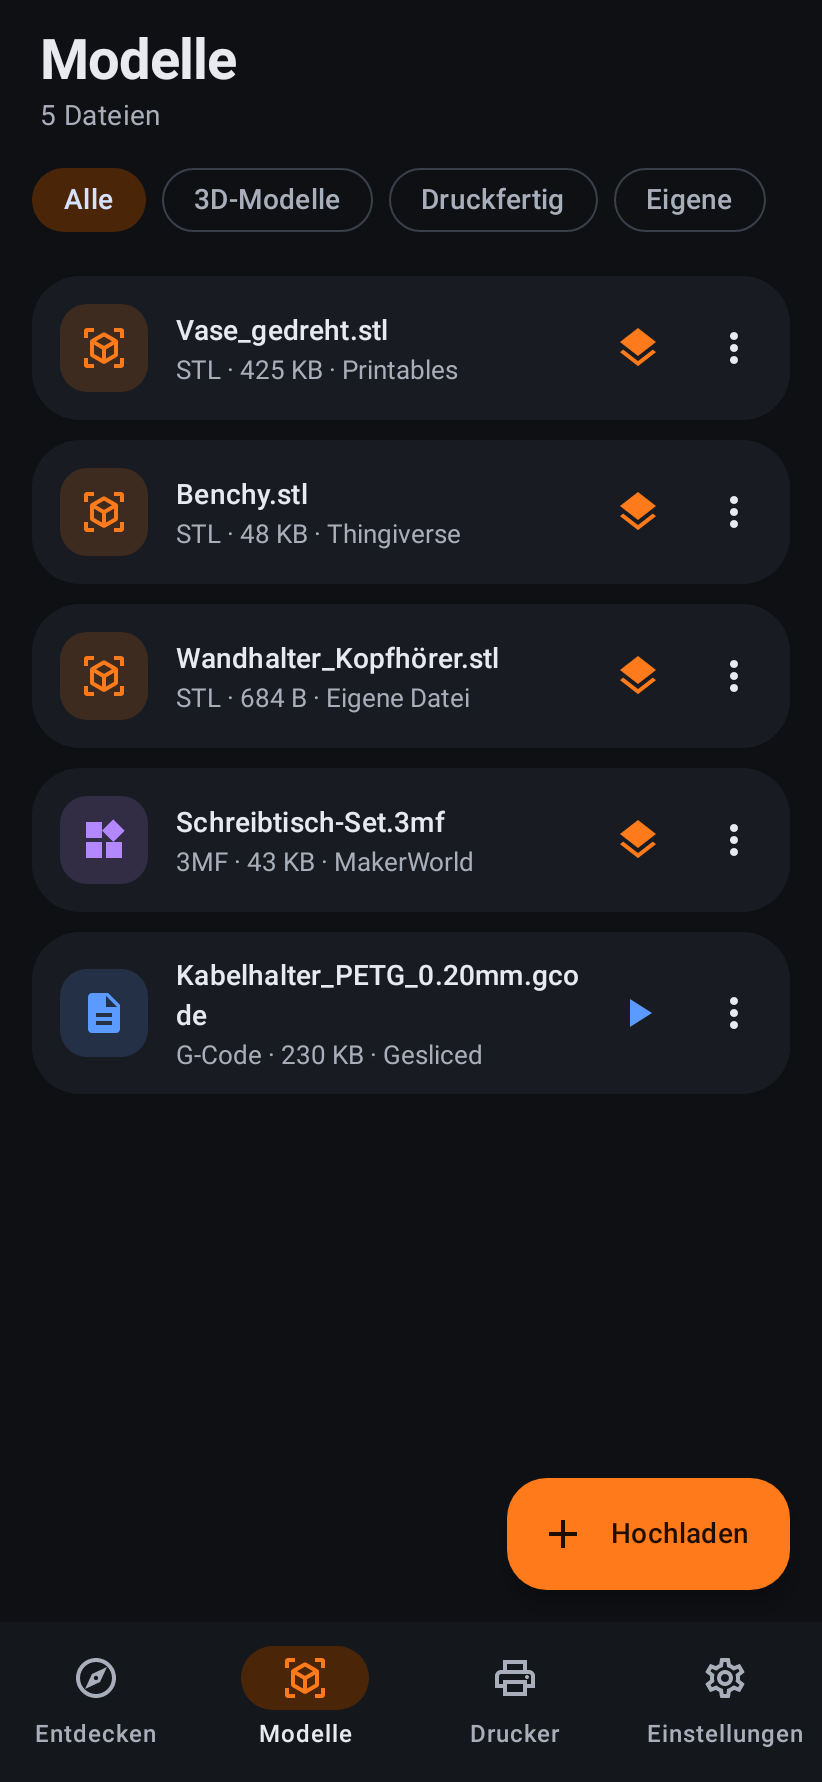 Modelle
5 Dateien
Alle
3D-Modelle
Druckfertig
Eigene
Vase_gedreht.stl
STL · 425 KB · Printables
Benchy.stl
STL · 48 KB · Thingiverse
Wandhalter_Kopfhörer.stl
STL · 684 B · Eigene Datei
Schreibtisch-Set.3mf
3MF · 43 KB · MakerWorld
Kabelhalter_PETG_0.20mm.gco
de
G-Code · 230 KB · Gesliced
Hochladen
Entdecken
Modelle
Drucker
Einstellungen